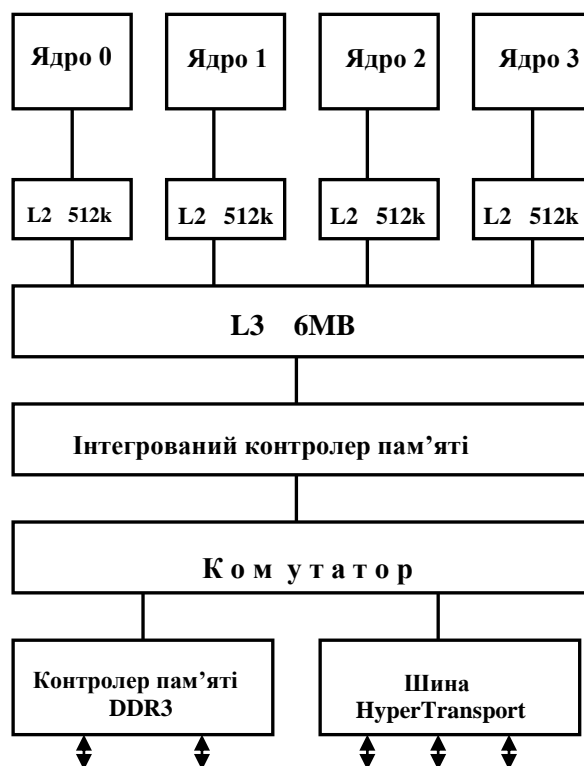 Ядро 0 Ядро 1 Ядро 2 Ядро 3
L2 512k L2 512k L2 512k L2 512k
L3 6MB
Інтегрований контролер пам’яті
К о м у т а т о р
Контролер пам’яті
DDR3
Шина
HyperTransport